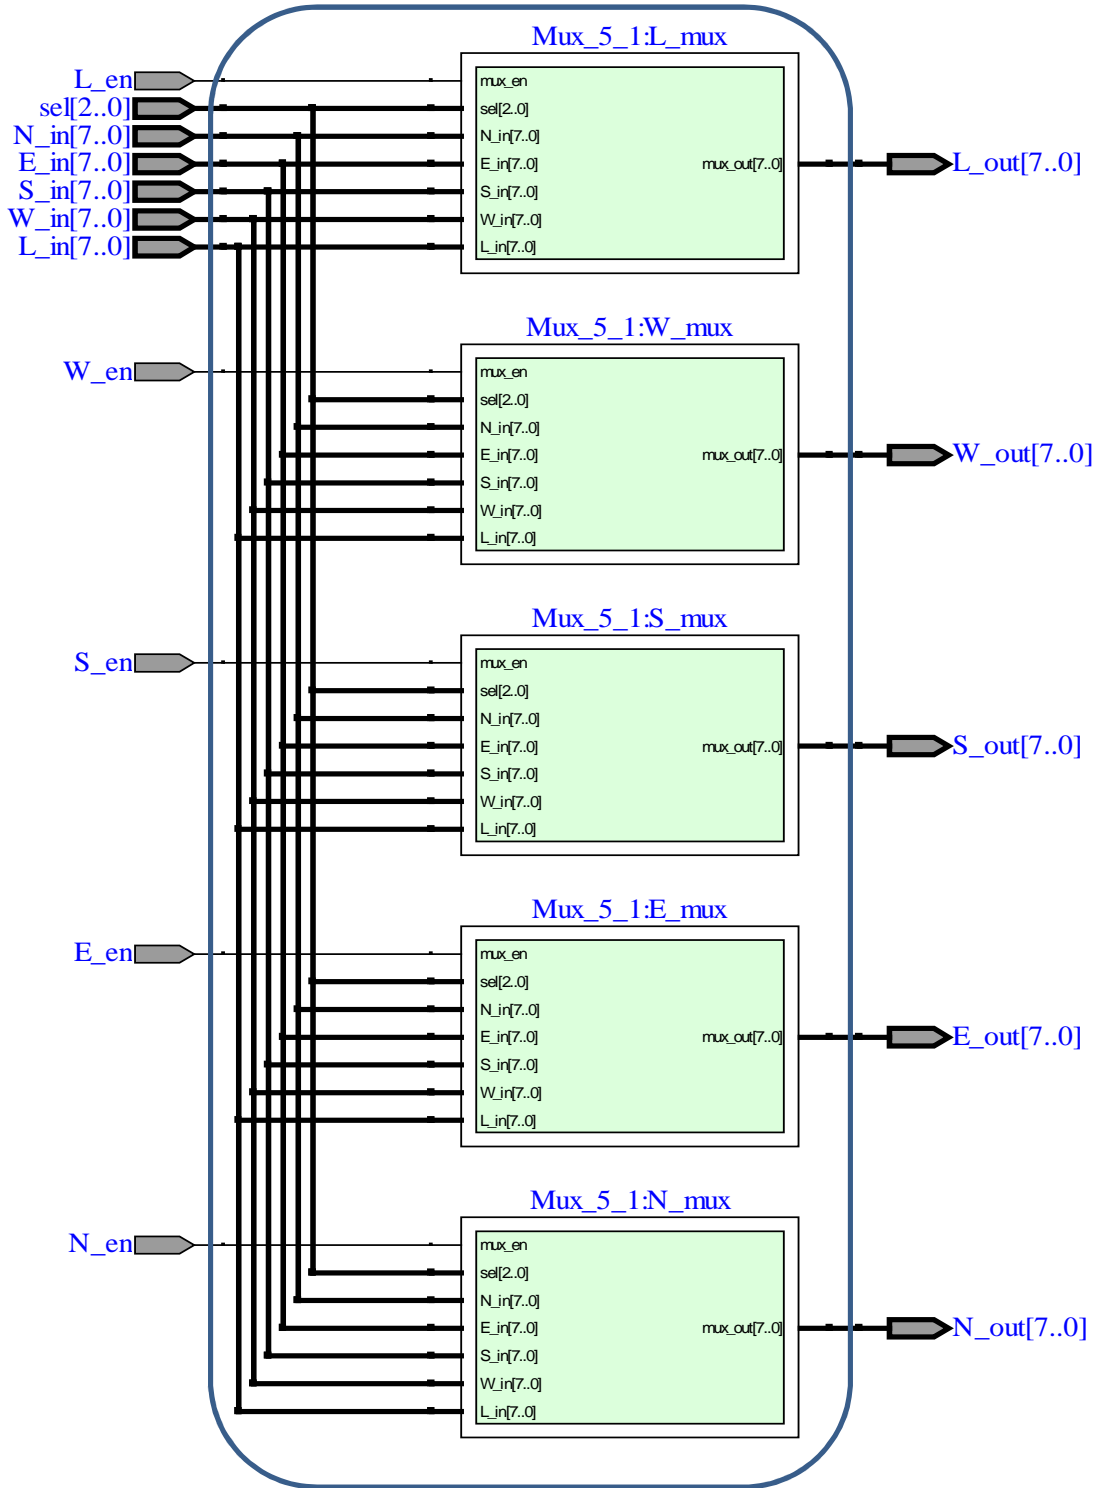 Mux_5_1:L_mux
L_en
sel[2..0]
N_in[7..0]
E_in[7..0]
S_in[7..0]
W_in[7..0]
L_in[7..0]
mux_en
sel[2..0]
N_in[7..0]
E_in[7..0]
S_in[7..0]
W_in[7..0]
L_in[7..0]
mux_out[7..0]
L_out[7..0]
Mux_5_1:W_mux
W_en
mux_en
sel[2..0]
N_in[7..0]
E_in[7..0]
S_in[7..0]
W_in[7..0]
L_in[7..0]
mux_out[7..0]
W_out[7..0]
Mux_5_1:S_mux
S_en
mux_en
sel[2..0]
N_in[7..0]
E_in[7..0]
S_in[7..0]
W_in[7..0]
L_in[7..0]
mux_out[7..0]
S_out[7..0]
Mux_5_1:E_mux
E_en
mux_en
sel[2..0]
N_in[7..0]
E_in[7..0]
S_in[7..0]
W_in[7..0]
L_in[7..0]
mux_out[7..0]
E_out[7..0]
Mux_5_1:N_mux
N_en
mux_en
sel[2..0]
N_in[7..0]
E_in[7..0]
S_in[7..0]
W_in[7..0]
L_in[7..0]
mux_out[7..0]
N_out[7..0]